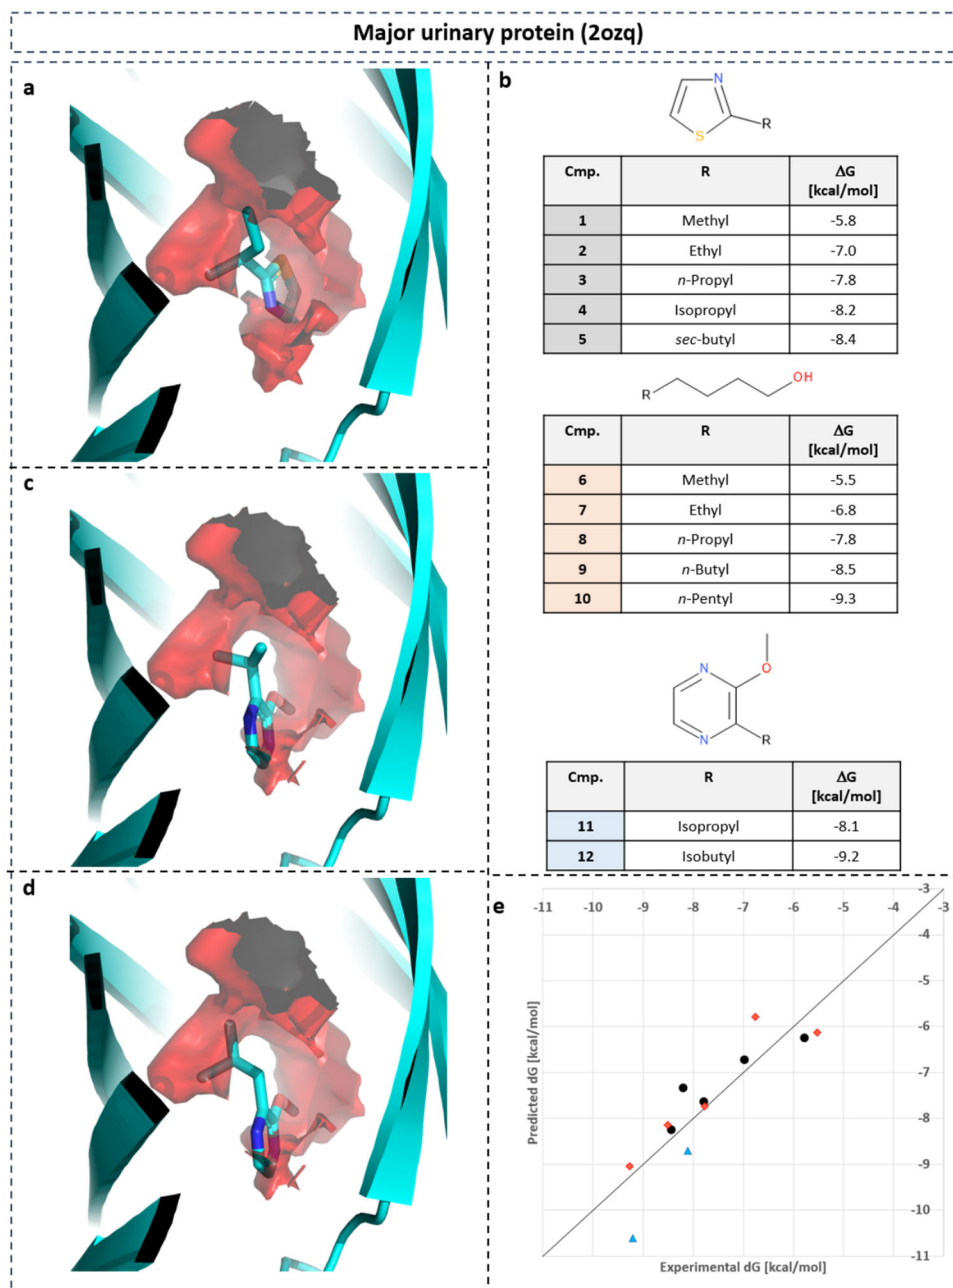 Major urinary protein (2ozq)
a
b
N
S
R
Cmp. R ΔG [kcal/mol]
1 Methyl -5.8
2 Ethyl -7.0
3 n-Propyl -7.8
4 Isopropyl -8.2
5 sec-butyl -8.4
R OH
Cmp. R ΔG [kcal/mol]
6 Methyl -5.5
7 Ethyl -6.8
8 n-Propyl -7.8
9 n-Butyl -8.5
10 n-Pentyl -9.3
c
O
N
N
R
Cmp. R ΔG [kcal/mol]
11 Isopropyl -8.1
12 Isobutyl -9.2
d
e
-11 -10 -9 -8 -7 -6 -5 -4 -3
-3
-4
-5
-6
-7
-8
-9
-10
-11
Predicted dG [kcal/mol]
Experimental dG [kcal/mol]